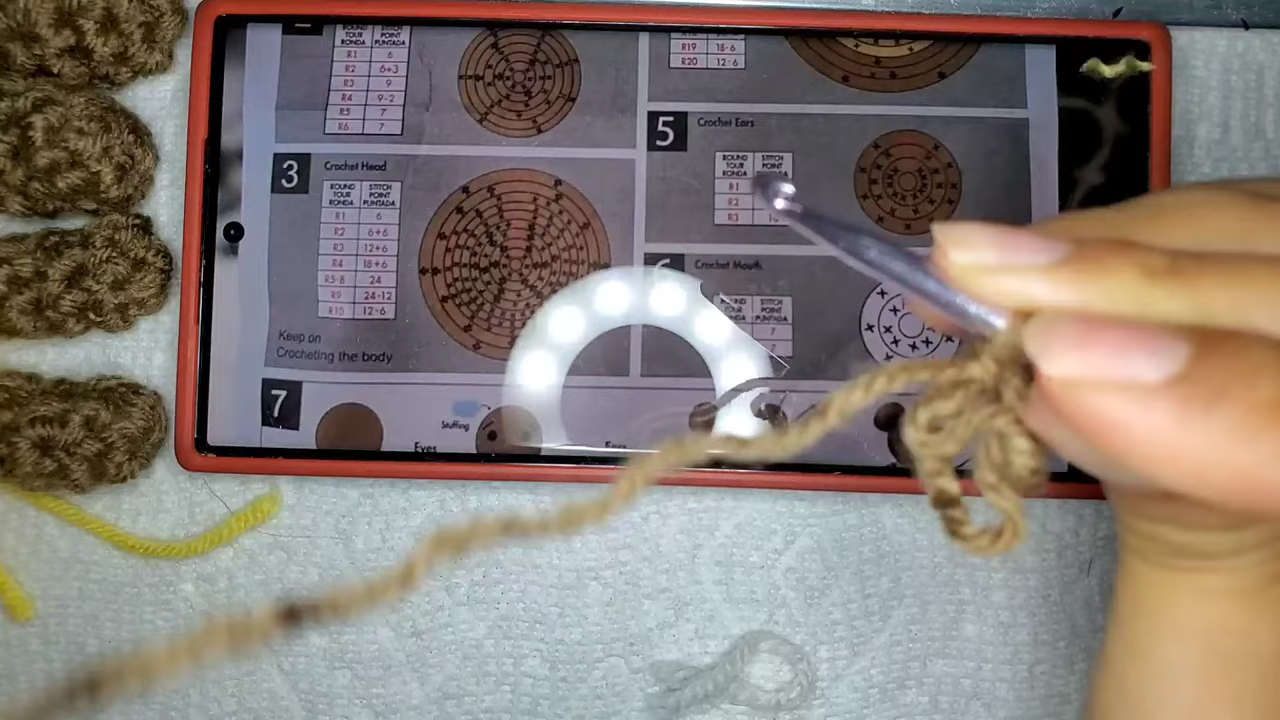 ROUND TOUR RONDA STITCH POINT PUNTADA
R1 6
R2 6+3
R3 9
R4 9-2
R5 7
R6 7
3 Crochet Head
ROUND TOUR RONDA STITCH POINT PUNTADA
R1 6
R2 6+6
R3 12+6
R4 18+6
R5-8 24
R9 24-12
R10 12-6
Keep on
Crocheting the body
R19 18-6
R20 12-6
5 Crochet Ears
ROUND TOUR RONDA STITCH POINT
R1
R2
R3
6 Crochet Mouth
STITCH POINT PUNTADA
7
7
7
Stuffing
Eyes
Ears